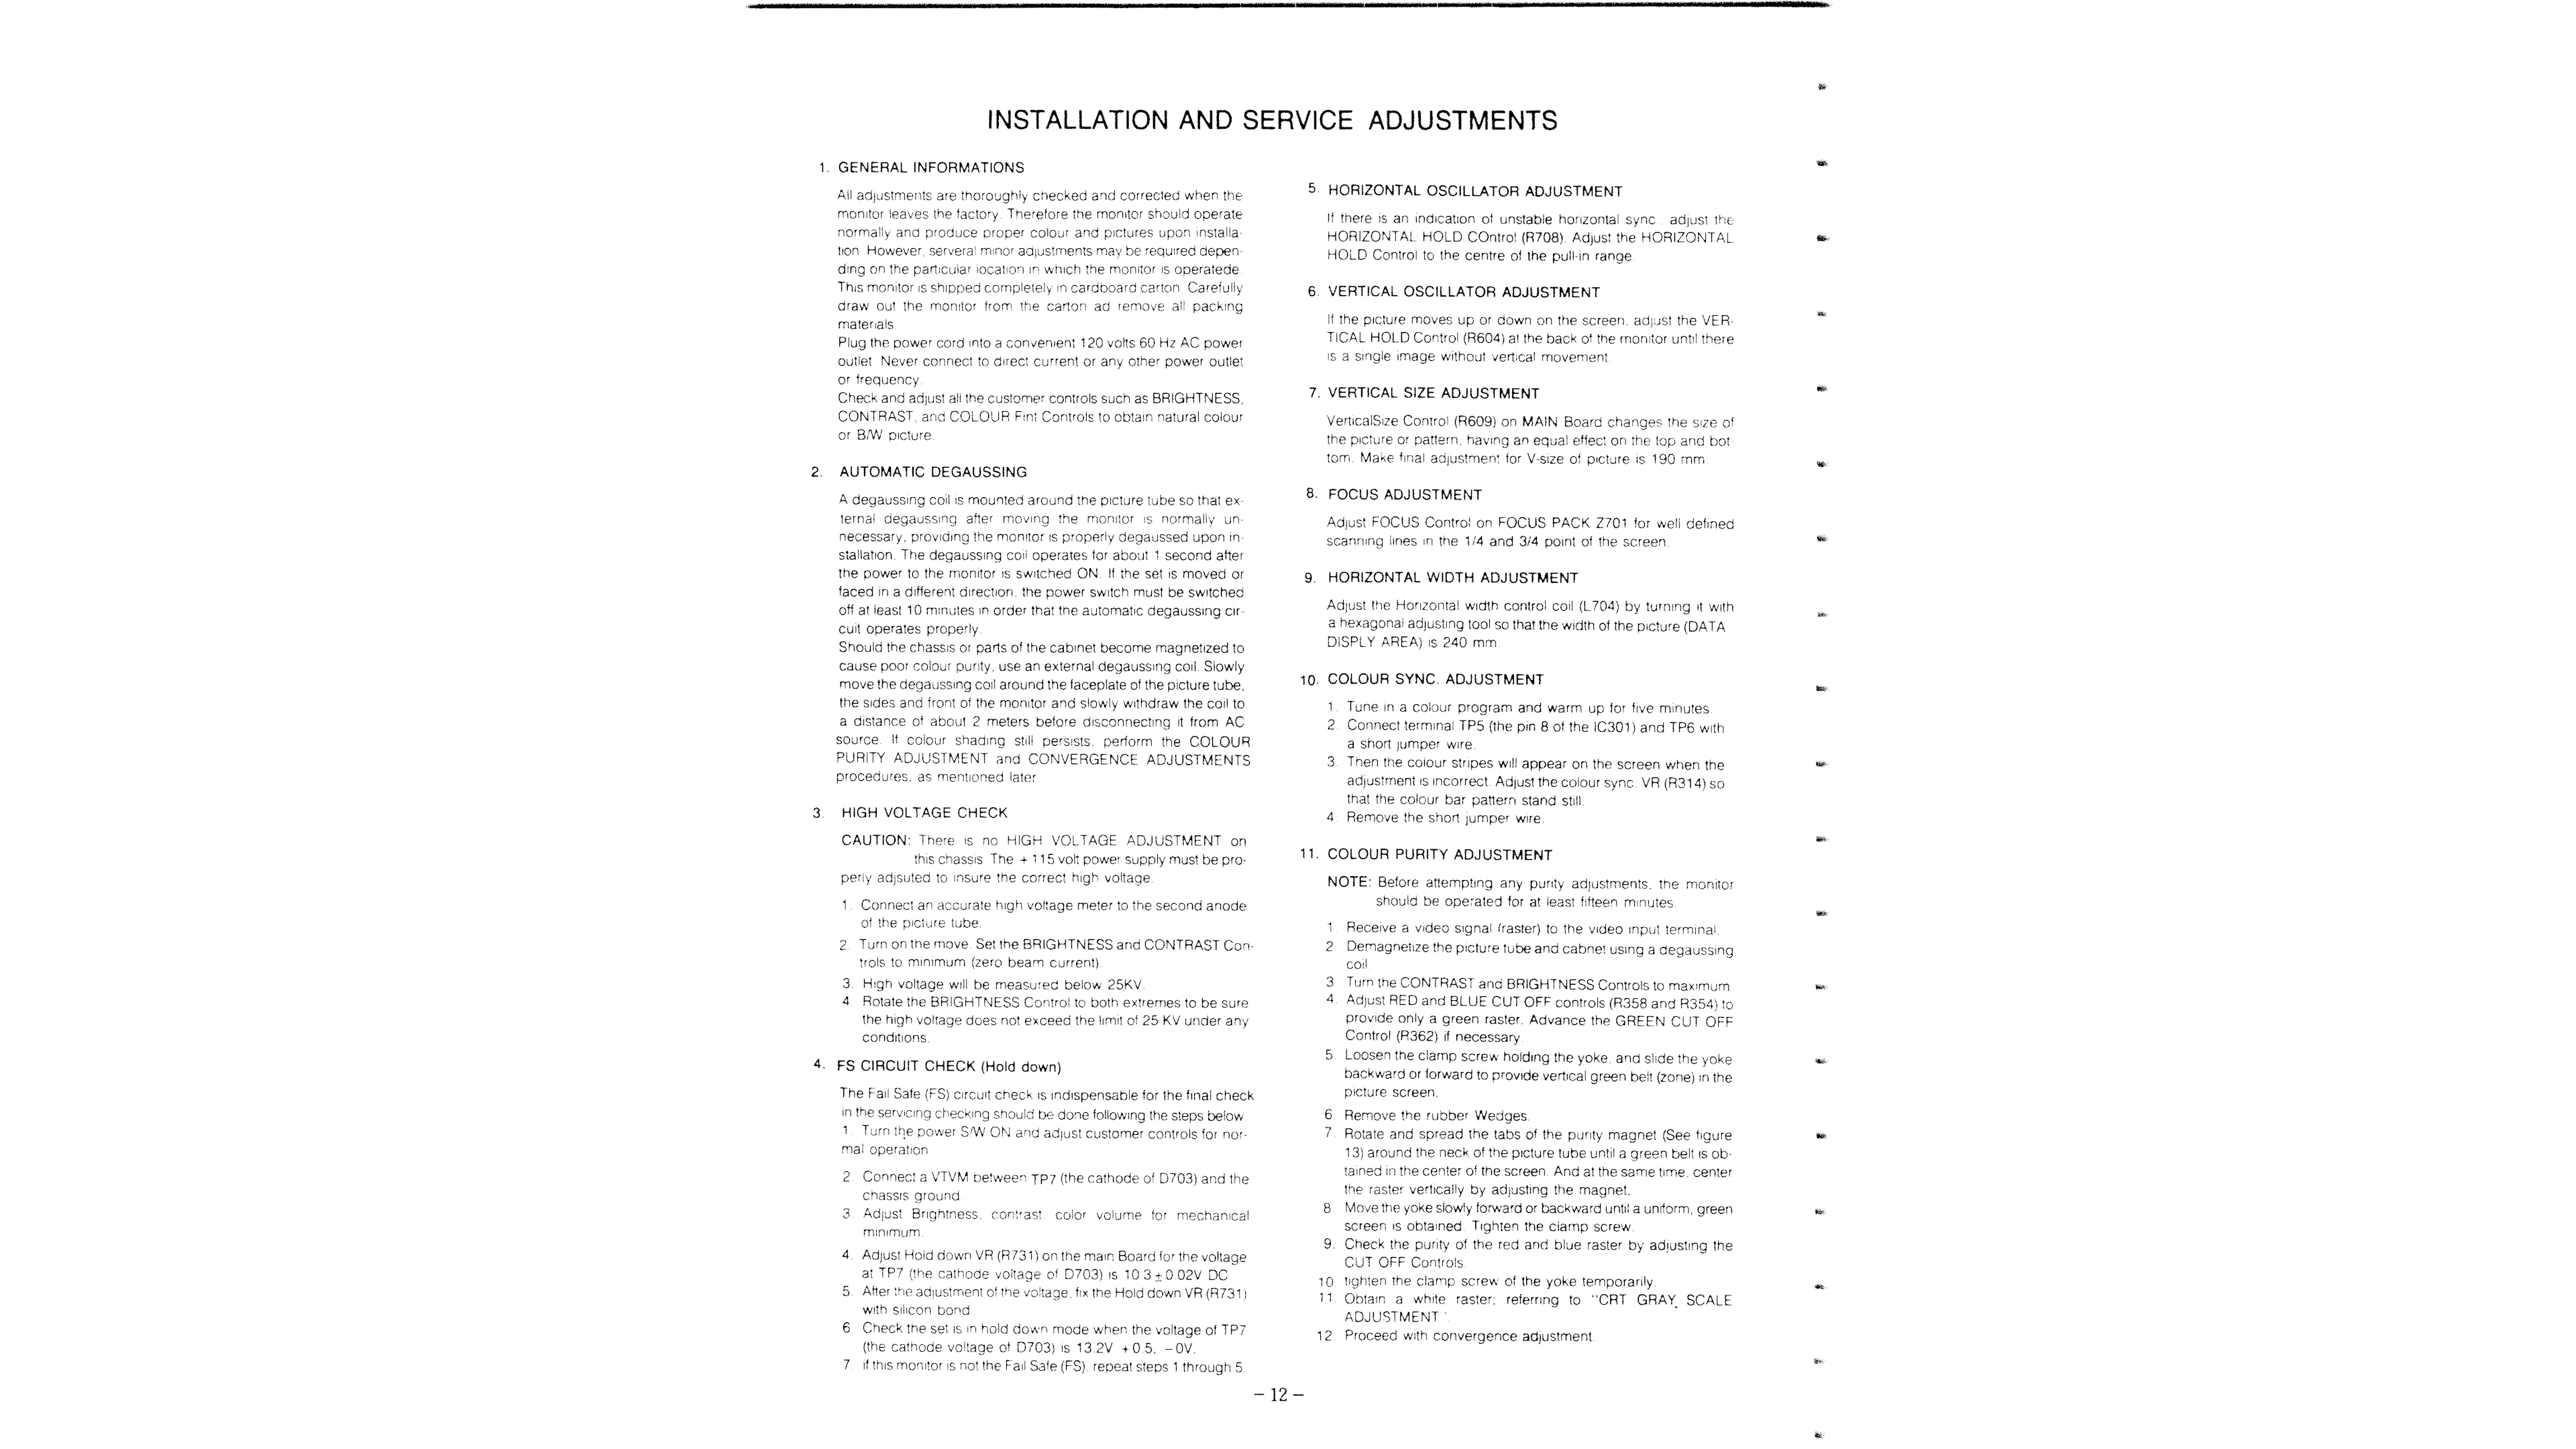 INSTALLATION AND SERVICE ADJUSTMENTS
1. GENERAL INFORMATIONS
All adjustments are thoroughly checked and corrected when the
monitor leaves the factory. Therefore the monitor should operate
normally and produce proper colour and pictures upon installa-
tion. However, serveral minor adjustments may be required depen-
ding on the particular location in which the monitor is operatede.
This monitor is shipped completely in cardboard carton. Carefully
draw out the monitor from the carton ad remove all packing
materials.
Plug the power cord into a convenient 120 volts 60 Hz AC power
outlet. Never connect to direct current or any other power outlet
or frequency.
Check and adjust all the customer controls such as BRIGHTNESS,
CONTRAST, and COLOUR Fint Controls to obtain natural colour
or B/W picture.
2. AUTOMATIC DEGAUSSING
A degaussing coil is mounted around the picture tube so that ex-
ternal degaussing after moving the monitor is normally un-
necessary, providing the monitor is properly degaussed upon in-
stallation. The degaussing coil operates for about 1 second after
the power to the monitor is switched ON. If the set is moved or
faced in a different direction, the power switch must be switched
off at least 10 minutes in order that the automatic degaussing cir-
cuit operates properly.
Should the chassis or parts of the cabinet become magnetized to
cause poor colour purity, use an external degaussing coil. Slowly
move the degaussing coil around the faceplate of the picture tube,
the sides and front of the monitor and slowly withdraw the coil to
a distance of about 2 meters before disconnecting it from AC
source. If colour shading still persists, perform the COLOUR
PURITY ADJUSTMENT and CONVERGENCE ADJUSTMENTS
procedures, as mentioned later.
3. HIGH VOLTAGE CHECK
CAUTION: There is no HIGH VOLTAGE ADJUSTMENT on
this chassis. The +115 volt power supply must be pro-
perly adjsuted to insure the correct high voltage.
1. Connect an accurate high voltage meter to the second anode
of the picture tube.
2. Turn on the move. Set the BRIGHTNESS and CONTRAST Con-
trols to minimum (zero beam current).
3. High voltage will be measured below 25KV.
4. Rotate the BRIGHTNESS Control to both extremes to be sure
the high voltage does not exceed the limit of 25 KV under any
conditions.
4. FS CIRCUIT CHECK (Hold down)
The Fail Safe (FS) circuit check is indispensable for the final check
in the servicing checking should be done following the steps below.
1. Turn the power S/W ON and adjust customer controls for nor-
mal operation
2. Connect a VTVM between TP7 (the cathode of D703) and the
chassis ground.
3. Adjust Brightness, contrast, color volume for mechanical
minimum.
4. Adjust Hold down VR (R731) on the main Board for the voltage
at TP7 (the cathode voltage of D703) is 10.3±0.02V DC
5. After the adjustment of the voltage, fix the Hold down VR (R731)
with silicon bond.
6 Check the set is in hold down mode when the voltage of TP7
(the cathode voltage of D703) is 13.2V +0.5, −0V.
7. if this monitor is not the Fail Safe (FS), repeat steps 1 through 5.
5. HORIZONTAL OSCILLATOR ADJUSTMENT
If there is an indication of unstable horizontal sync., adjust the
HORIZONTAL HOLD COntrol (R708). Adjust the HORIZONTAL
HOLD Control to the centre of the pull-in range.
6. VERTICAL OSCILLATOR ADJUSTMENT
If the picture moves up or down on the screen, adjust the VER-
TICAL HOLD Control (R604) at the back of the monitor until there
is a single image without vertical movement.
7. VERTICAL SIZE ADJUSTMENT
VerticalSize Control (R609) on MAIN Board changes the size of
the picture or pattern, having an equal effect on the top and bot-
tom. Make final adjustment for V-size of picture is 190 mm.
8. FOCUS ADJUSTMENT
Adjust FOCUS Control on FOCUS PACK Z701 for well defined
scanning lines in the 1/4 and 3/4 point of the screen.
9. HORIZONTAL WIDTH ADJUSTMENT
Adjust the Horizontal width control coil (L704) by turning it with
a hexagonal adjusting tool so that the width of the picture (DATA
DISPLY AREA) is 240 mm.
10. COLOUR SYNC. ADJUSTMENT
1. Tune in a colour program and warm up for five minutes.
2. Connect terminal TP5 (the pin 8 of the IC301) and TP6 with
a short jumper wire.
3. Then the colour stripes will appear on the screen when the
adjustment is incorrect. Adjust the colour sync. VR (R314) so
that the colour bar pattern stand still.
4. Remove the short jumper wire.
11. COLOUR PURITY ADJUSTMENT
NOTE: Before attempting any purity adjustments, the monitor
should be operated for at least fifteen minutes.
1. Receive a video signal (raster) to the video input terminal.
2. Demagnetize the picture tube and cabnet using a degaussing
coil.
3 Turn the CONTRAST and BRIGHTNESS Controls to maximum.
4. Adjust RED and BLUE CUT OFF controls (R358 and R354) to
provide only a green raster. Advance the GREEN CUT OFF
Control (R362) if necessary.
5. Loosen the clamp screw holding the yoke, and slide the yoke
backward or forward to provide vertical green belt (zone) in the
picture screen.
6 Remove the rubber Wedges.
7. Rotate and spread the tabs of the purity magnet (See figure
13) around the neck of the picture tube until a green belt is ob-
tained in the center of the screen. And at the same time, center
the raster vertically by adjusting the magnet.
8 Move the yoke slowly forward or backward until a uniform, green
screen is obtained. Tighten the clamp screw.
9. Check the purity of the red and blue raster by adjusting the
CUT OFF Controls.
10. tighten the clamp screw of the yoke temporarily.
11. Obtain a white raster; referring to "CRT GRAY SCALE
ADJUSTMENT".
12. Proceed with convergence adjustment.
– 12 –